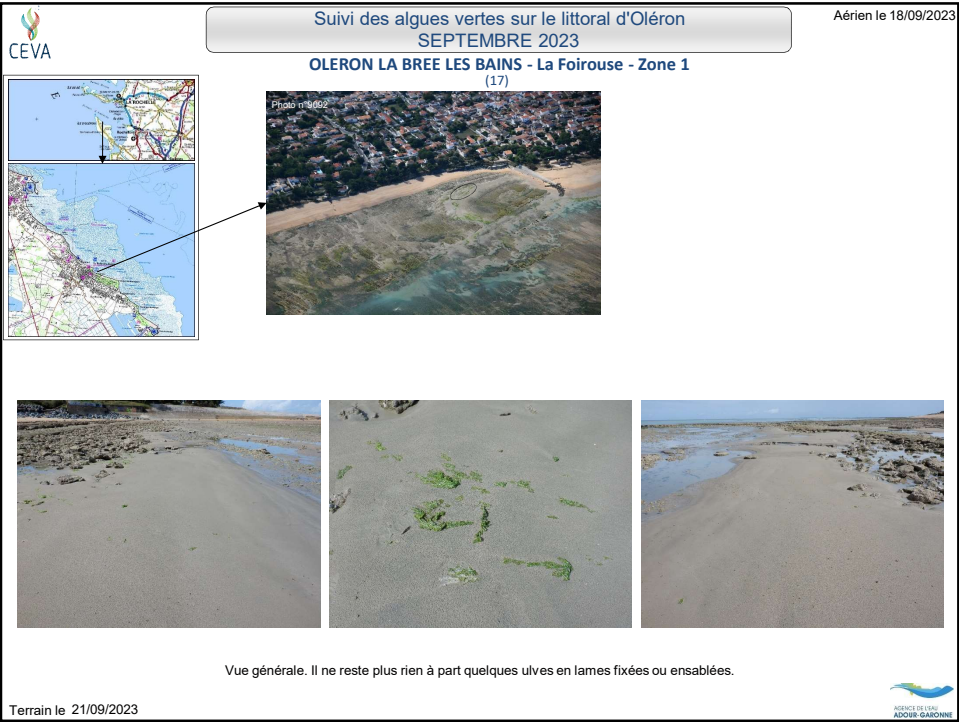 CEVA
Suivi des algues vertes sur le littoral d'Oléron
SEPTEMBRE 2023
Aérien le 18/09/2023
OLERON LA BREE LES BAINS - La Foirouse - Zone 1
(17)
LA ROCHELLE
Photo n°9692
Vue générale. Il ne reste plus rien à part quelques ulves en lames fixées ou ensablées.
Terrain le 21/09/2023
AGENCE DE L'EAU
ADOUR-GARONNE